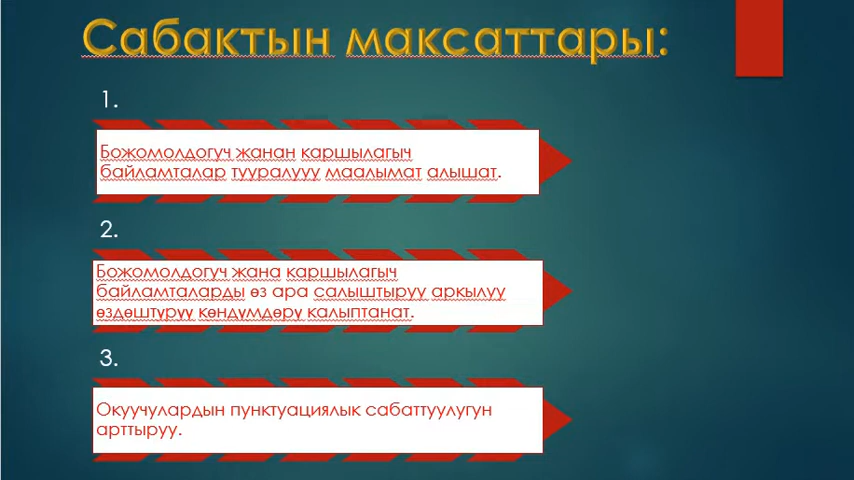 Сабактын максаттары:
1.
Божомолдогуч жанан каршылагыч
байламталар тууралууу маалымат алышат.
2.
Божомолдогуч жана каршылагыч
байламталарды өз ара салыштыруу аркылуу
өздөштүрүү көндүмдөрү калыптанат.
3.
Окуучулардын пунктуациялык сабаттуулугун
арттыруу.